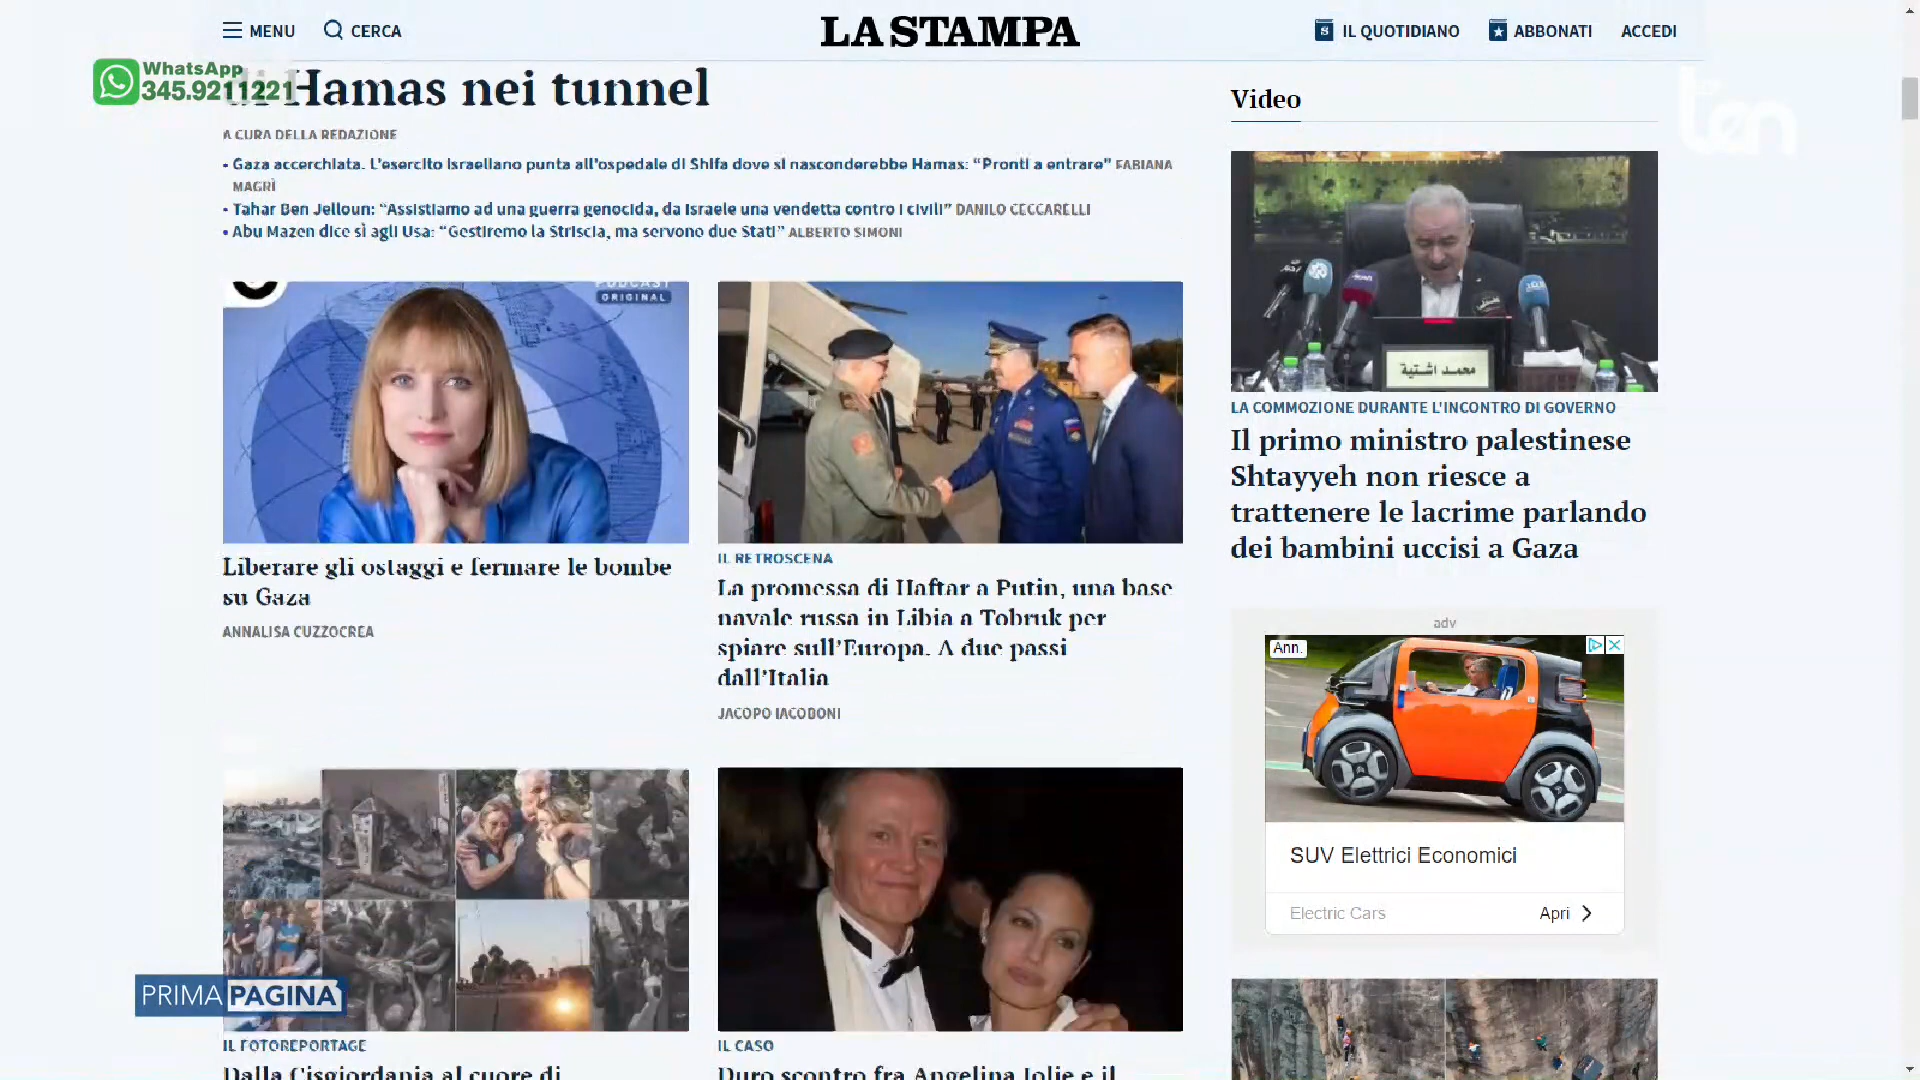 MENU
CERCA
LA STAMPA
IL QUOTIDIANO
ABBONATI
ACCEDI
WhatsApp
345.9211221
di Hamas nei tunnel
A CURA DELLA REDAZIONE
• Gaza accerchiata. L'esercito israeliano punta all'ospedale di Shifa dove si nasconderebbe Hamas: “Pronti a entrare” FABIANA
MAGRÌ
• Tahar Ben Jelloun: “Assistiamo ad una guerra genocida, da Israele una vendetta contro i civili” DANILO CECCARELLI
• Abu Mazen dice sì agli Usa: “Gestiremo la Striscia, ma servono due Stati” ALBERTO SIMONI
PODCAST
ORIGINAL
Liberare gli ostaggi e fermare le bombe
su Gaza
ANNALISA CUZZOCREA
IL RETROSCENA
La promessa di Haftar a Putin, una base
navale russa in Libia a Tobruk per
spiare sull'Europa. A due passi
dall'Italia
JACOPO IACOBONI
Video
ten
محمد اشتية
LA COMMOZIONE DURANTE L'INCONTRO DI GOVERNO
Il primo ministro palestinese
Shtayyeh non riesce a
trattenere le lacrime parlando
dei bambini uccisi a Gaza
adv
Ann.
SUV Elettrici Economici
Electric Cars
Apri
PRIMA PAGINA
IL FOTOREPORTAGE
Dalla Cisgiordania al cuore di
IL CASO
Duro scontro fra Angelina Jolie e il